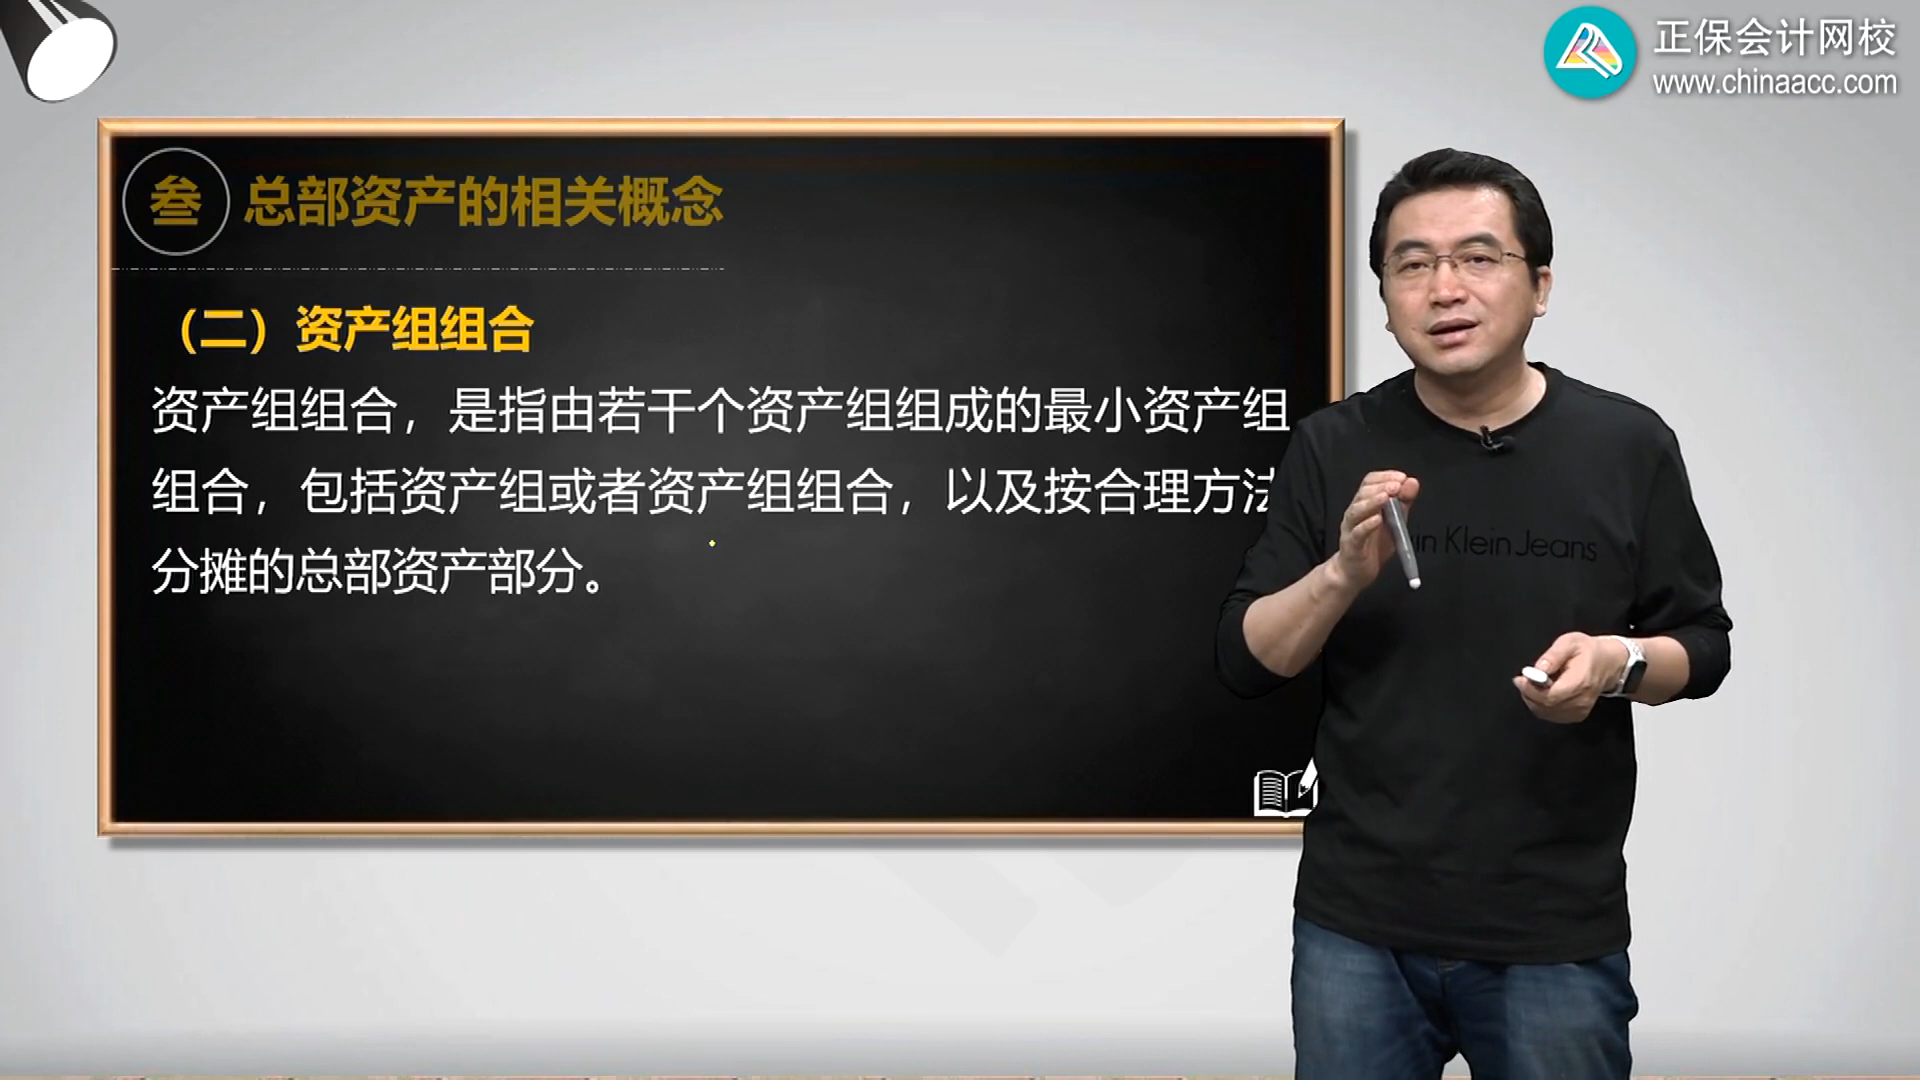 正保会计网校
www.chinaacc.com
叁 总部资产的相关概念
（二）资产组组合
资产组组合，是指由若干个资产组组成的最小资产组
组合，包括资产组或者资产组组合，以及按合理方法
分摊的总部资产部分。
Klein Jeans